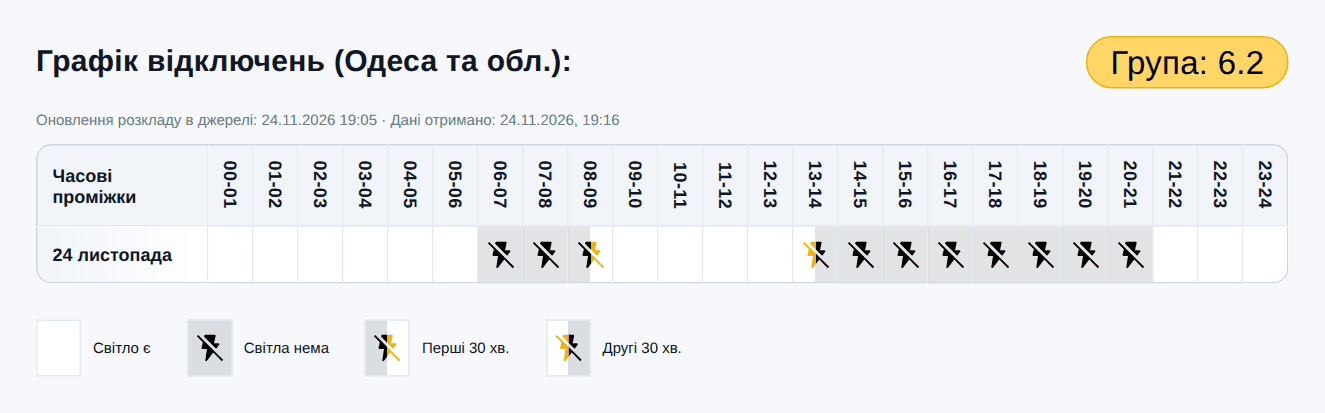 Графік відключень (Одеса та обл.):
Група: 6.2
Оновлення розкладу в джерелі: 24.11.2026 19:05 · Дані отримано: 24.11.2026, 19:16
Часові
проміжки
00-01
01-02
02-03
03-04
04-05
05-06
06-07
07-08
08-09
09-10
10-11
11-12
12-13
13-14
14-15
15-16
16-17
17-18
18-19
19-20
20-21
21-22
22-23
23-24
24 листопада
Світло є
Світла нема
Перші 30 хв.
Другі 30 хв.